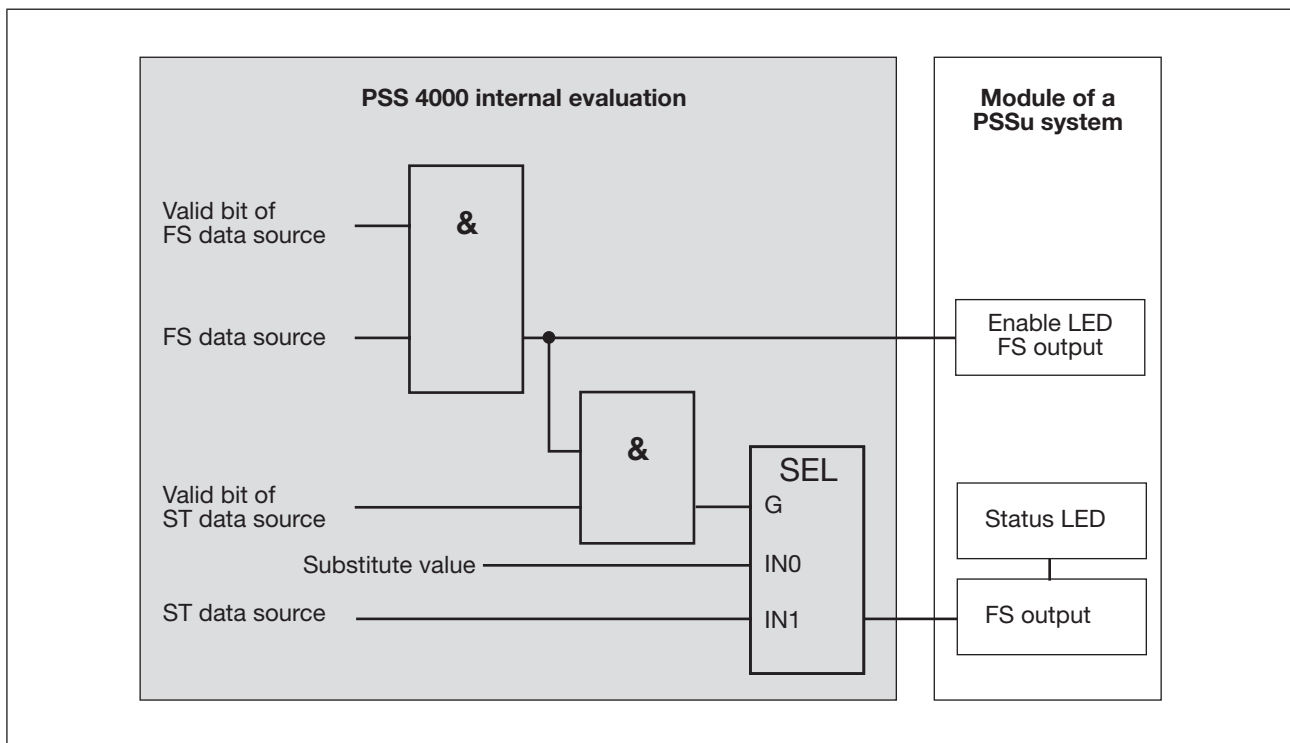 PSS 4000 internal evaluation
Module of a
PSSu system
Valid bit of
FS data source
&
FS data source
Enable LED
FS output
&
SEL
Valid bit of
ST data source
G
Status LED
Substitute value
IN0
ST data source
IN1
FS output